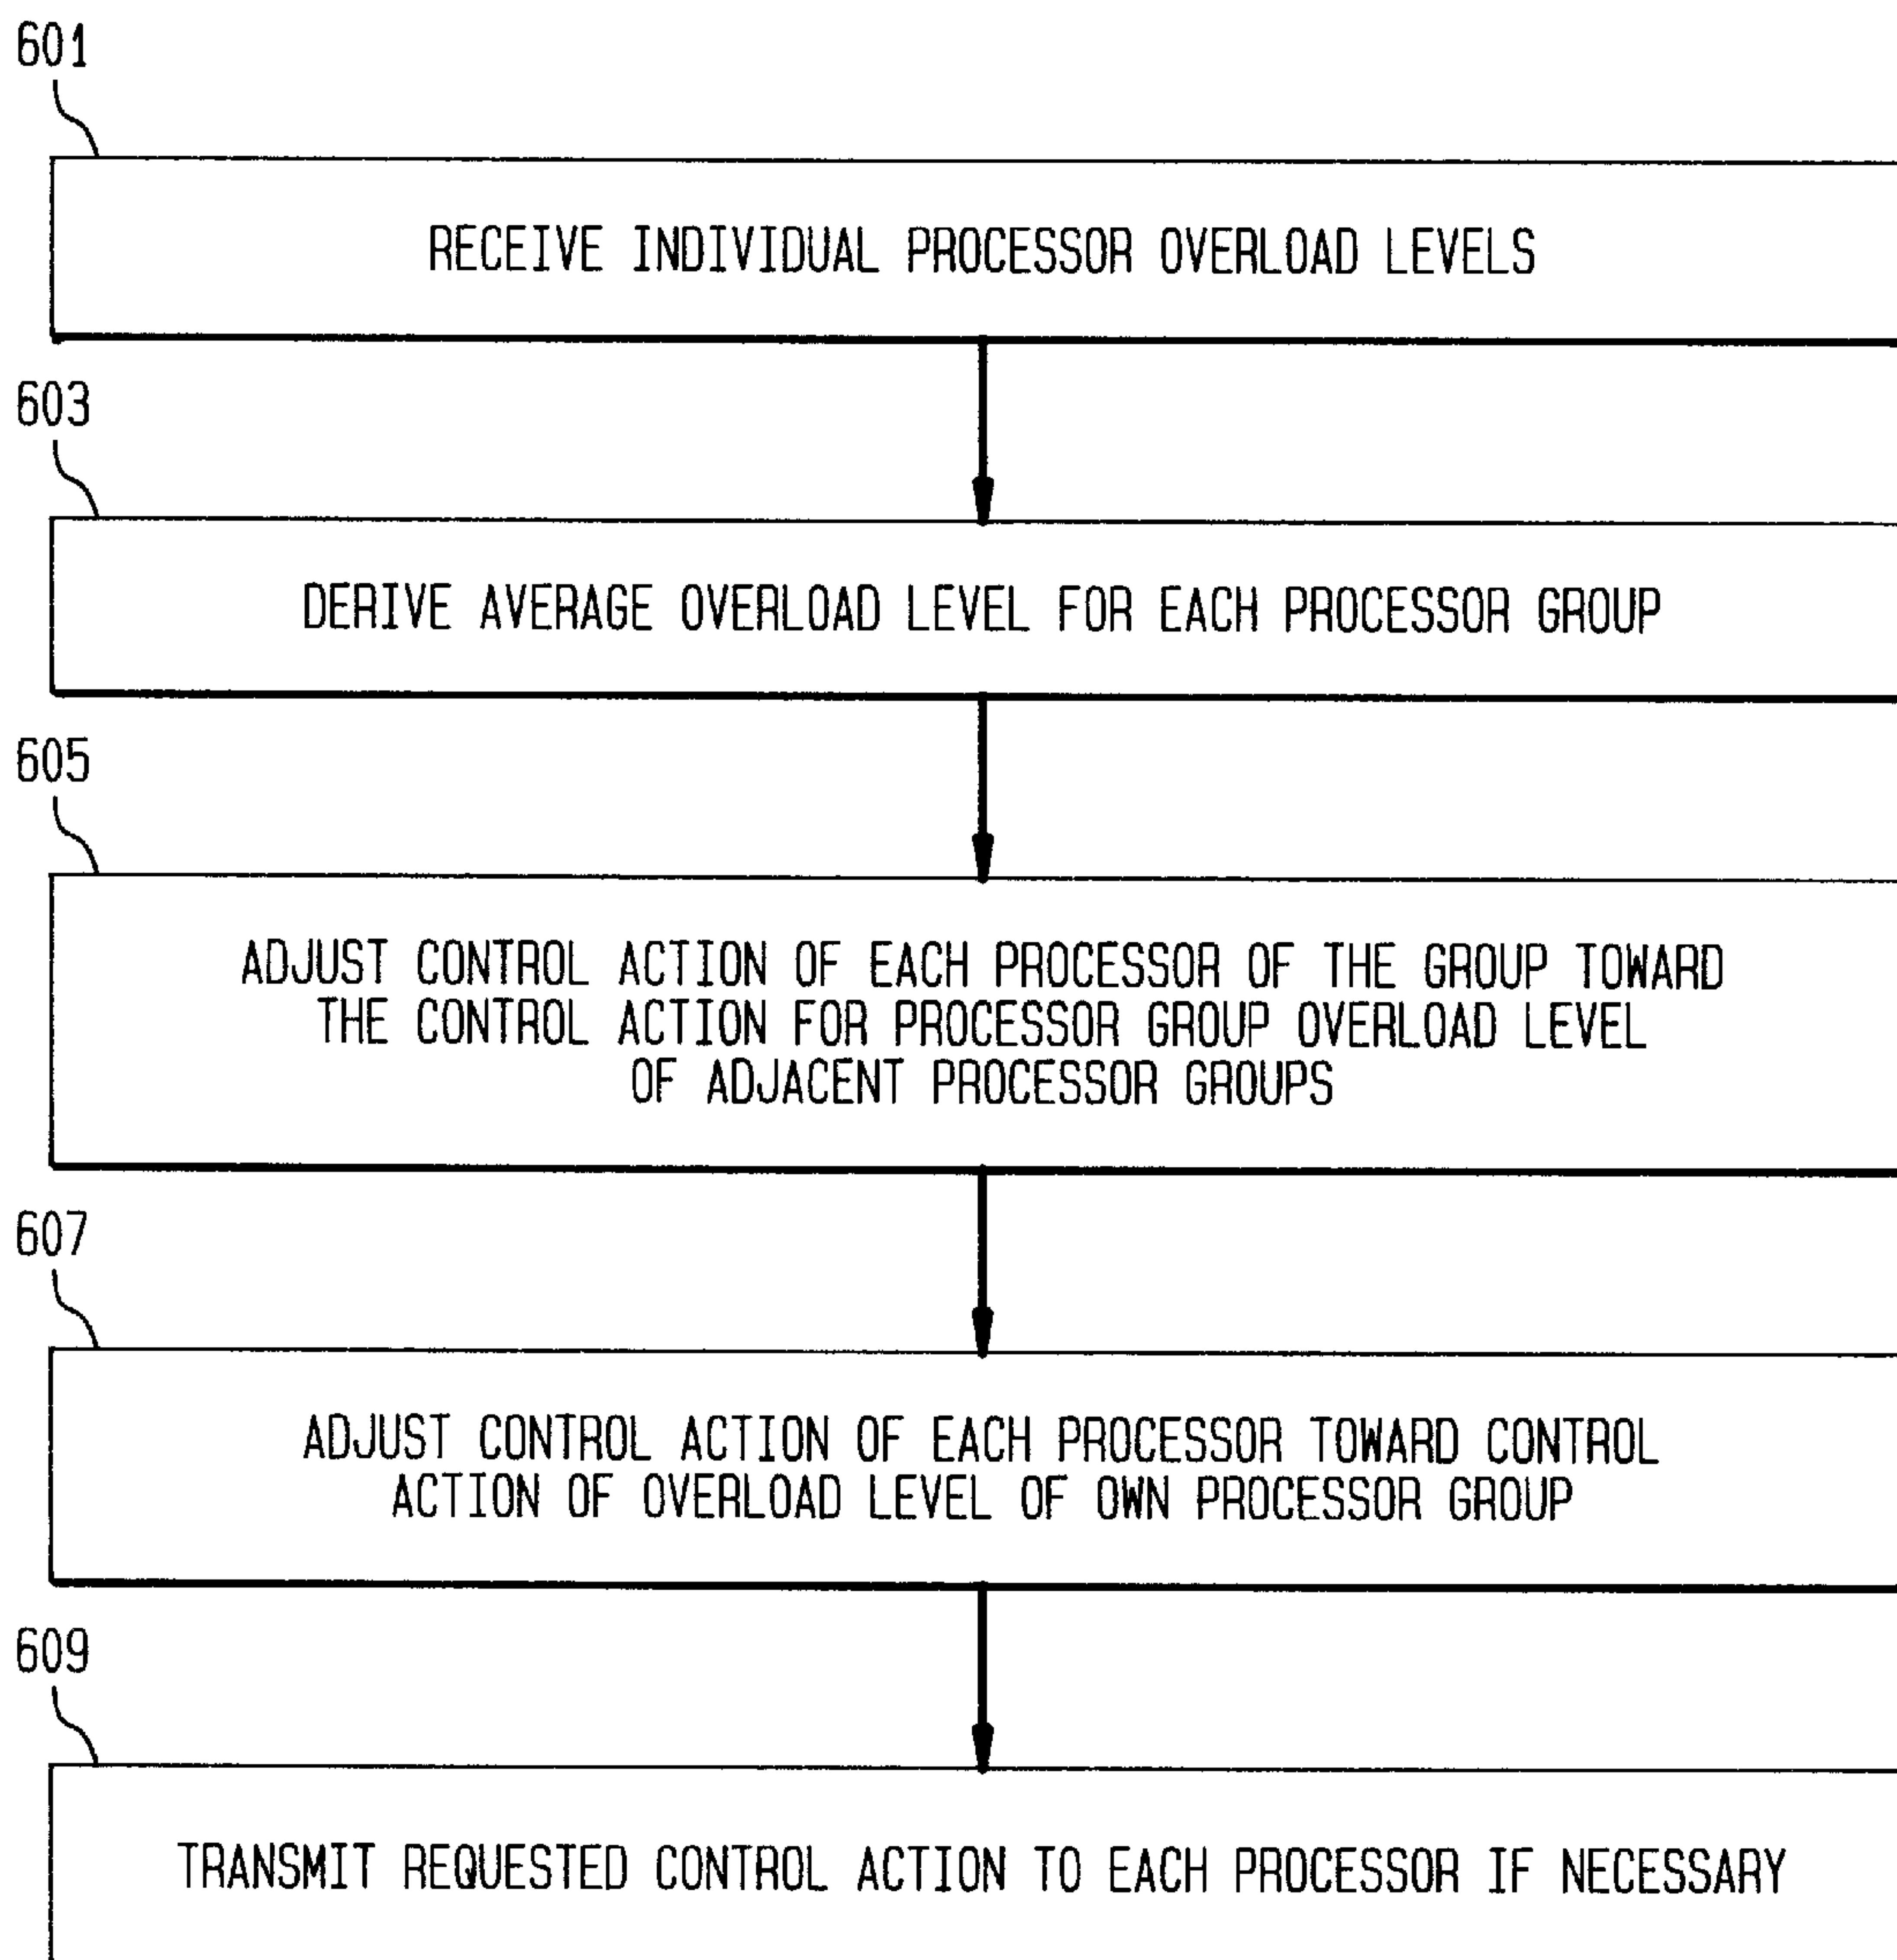 601
RECEIVE INDIVIDUAL PROCESSOR OVERLOAD LEVELS
603
DERIVE AVERAGE OVERLOAD LEVEL FOR EACH PROCESSOR GROUP
605
ADJUST CONTROL ACTION OF EACH PROCESSOR OF THE GROUP TOWARD
THE CONTROL ACTION FOR PROCESSOR GROUP OVERLOAD LEVEL
OF ADJACENT PROCESSOR GROUPS
607
ADJUST CONTROL ACTION OF EACH PROCESSOR TOWARD CONTROL
ACTION OF OVERLOAD LEVEL OF OWN PROCESSOR GROUP
609
TRANSMIT REQUESTED CONTROL ACTION TO EACH PROCESSOR IF NECESSARY